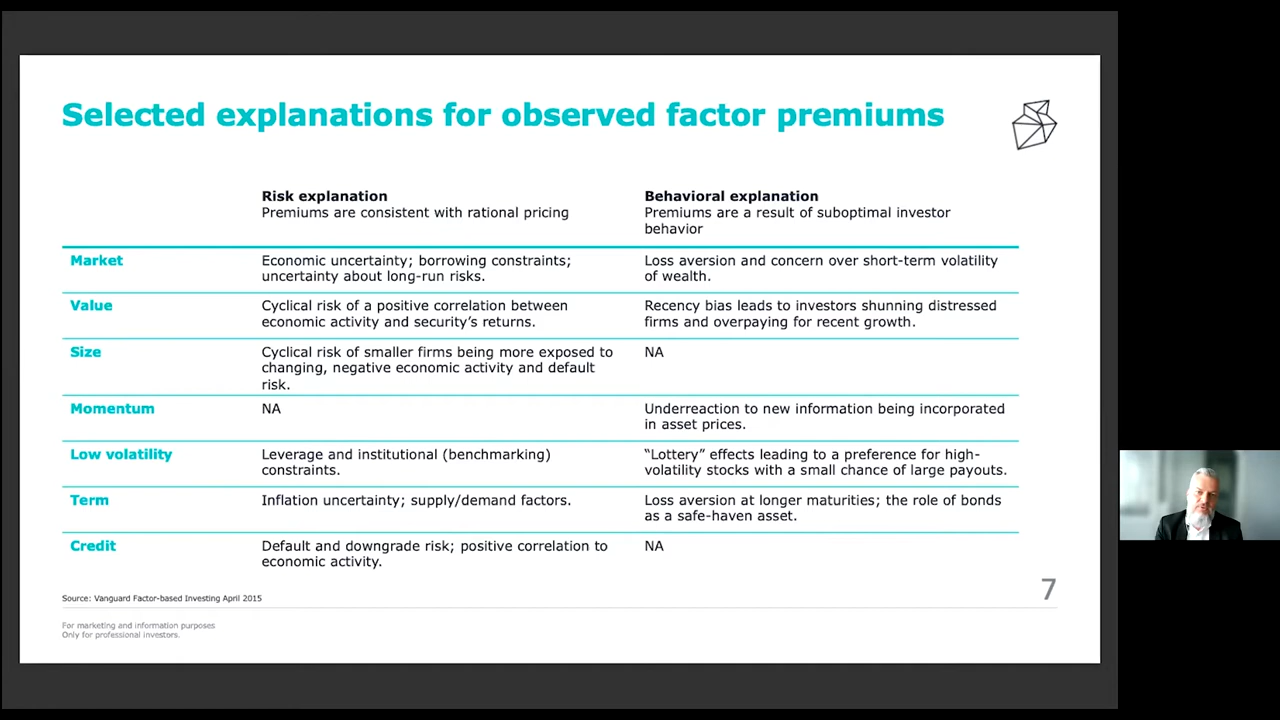 Selected explanations for observed factor premiums
Risk explanation
Premiums are consistent with rational pricing
Behavioral explanation
Premiums are a result of suboptimal investor
behavior
Market
Economic uncertainty; borrowing constraints;
uncertainty about long-run risks.
Loss aversion and concern over short-term volatility
of wealth.
Value
Cyclical risk of a positive correlation between
economic activity and security's returns.
Recency bias leads to investors shunning distressed
firms and overpaying for recent growth.
Size
Cyclical risk of smaller firms being more exposed to
changing, negative economic activity and default
risk.
NA
Momentum
NA
Underreaction to new information being incorporated
in asset prices.
Low volatility
Leverage and institutional (benchmarking)
constraints.
“Lottery” effects leading to a preference for high-
volatility stocks with a small chance of large payouts.
Term
Inflation uncertainty; supply/demand factors.
Loss aversion at longer maturities; the role of bonds
as a safe-haven asset.
Credit
Default and downgrade risk; positive correlation to
economic activity.
NA
Source: Vanguard Factor-based Investing April 2015
7
For marketing and information purposes
Only for professional investors.